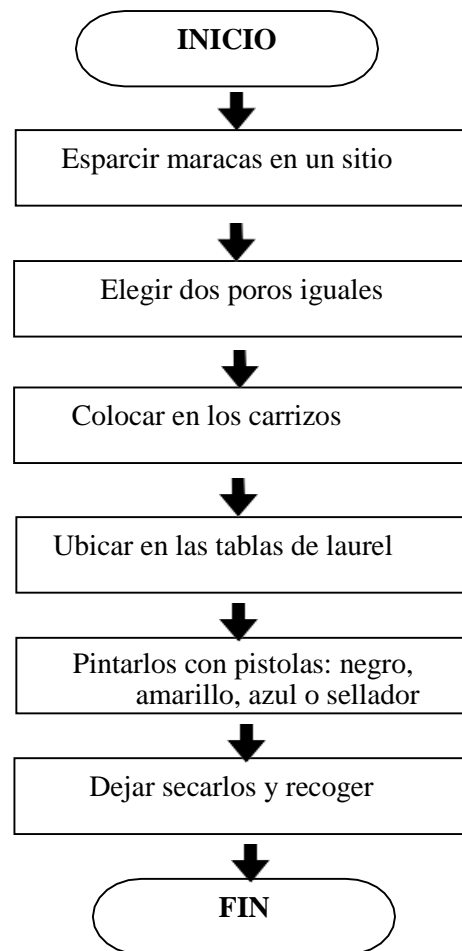 INICIO
Esparcir maracas en un sitio
Elegir dos poros iguales
Colocar en los carrizos
Ubicar en las tablas de laurel
Pintarlos con pistolas: negro,
amarillo, azul o sellador
Dejar secarlos y recoger
FIN